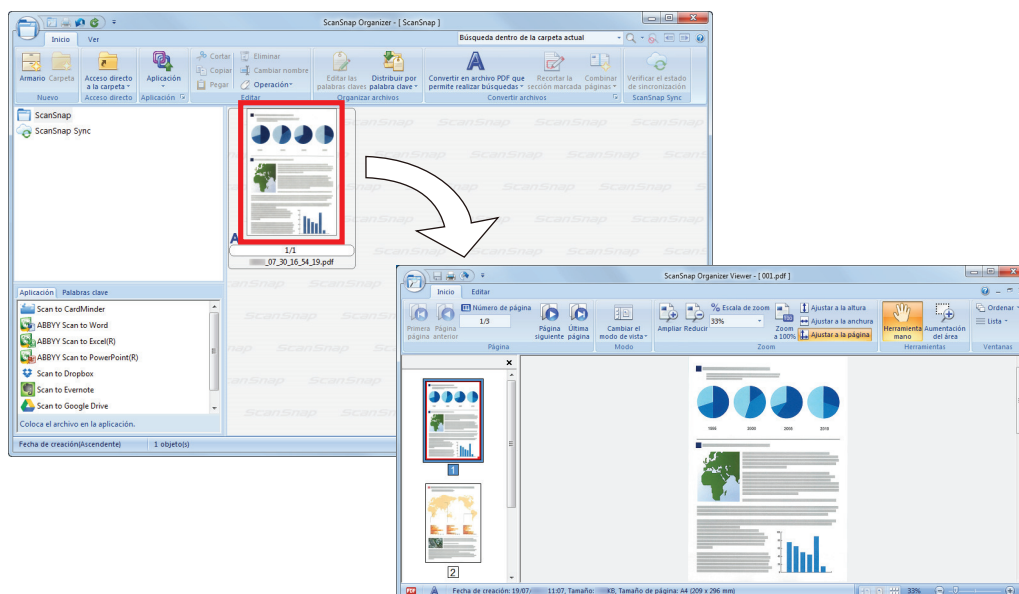 ScanSnap Organizer - [ ScanSnap ]
Búsqueda dentro de la carpeta actual
Inicio Ver
Armario Carpeta
Acceso directo a la carpeta
Aplicación
Cortar
Copiar
Pegar
Eliminar
Cambiar nombre
Operación
Editar las palabras claves
Distribuir por palabra clave
Convertir en archivo PDF que permite realizar búsquedas
Recortar la sección marcada
Combinar páginas
Verificar el estado de sincronización
Nuevo Acceso directo Aplicación Editar Organizar archivos Convertir archivos ScanSnap Sync
ScanSnap
ScanSnap Sync
1/1
_07_30_16_54_19.pdf
Aplicación Palabras clave
Scan to CardMinder
ABBYY Scan to Word
ABBYY Scan to Excel(R)
ABBYY Scan to PowerPoint(R)
Scan to Dropbox
Scan to Evernote
Scan to Google Drive
Coloca el archivo en la aplicación.
Fecha de creación(Ascendente) 1 objeto(s)
ScanSnap Organizer Viewer - [ 001.pdf ]
Inicio Editar
Primera página
Página anterior
Número de página
1/3
Página siguiente
Última página
Cambiar el modo de vista
Ampliar Reducir
Escala de zoom
33%
Zoom a 100%
Ajustar a la altura
Ajustar a la anchura
Ajustar a la página
Herramienta mano
Aumentación del área
Ordenar
Lista
Página Modo Zoom Herramientas Ventanas
1
2
1995 2000 2005 2010
PDF Fecha de creación: 19/07/ 11:07, Tamaño: KB, Tamaño de página: A4 (209 x 296 mm) 33%